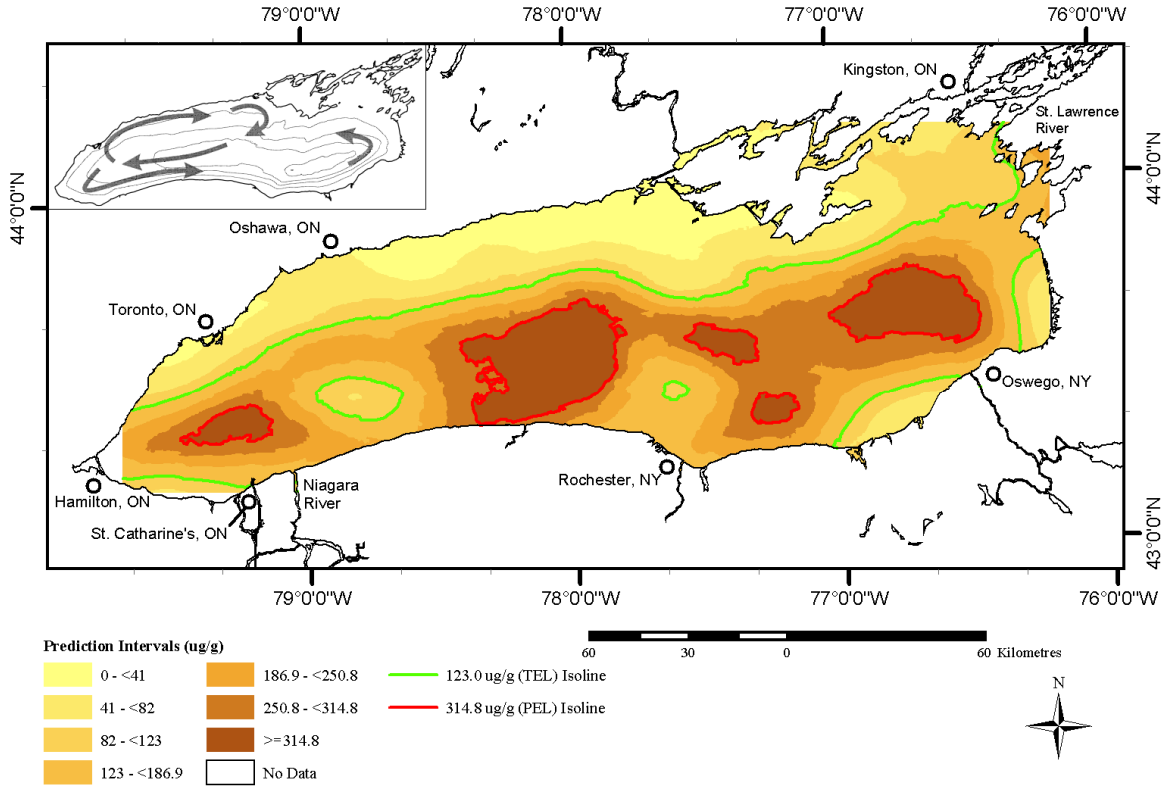 79°0'0"W 78°0'0"W 77°0'0"W 76°0'0"W
Kingston, ON
St. Lawrence
River
44°0'0"N
44°0'0"N
Oshawa, ON
Toronto, ON
Oswego, NY
Rochester, NY
Niagara
River
Hamilton, ON
St. Catharine's, ON
43°0'0"N
79°0'0"W 78°0'0"W 77°0'0"W 76°0'0"W
Prediction Intervals (ug/g)
0 - <41
41 - <82
82 - <123
123 - <186.9
186.9 - <250.8
250.8 - <314.8
>=314.8
No Data
123.0 ug/g (TEL) Isoline
314.8 ug/g (PEL) Isoline
60 30 0 60 Kilometres
N